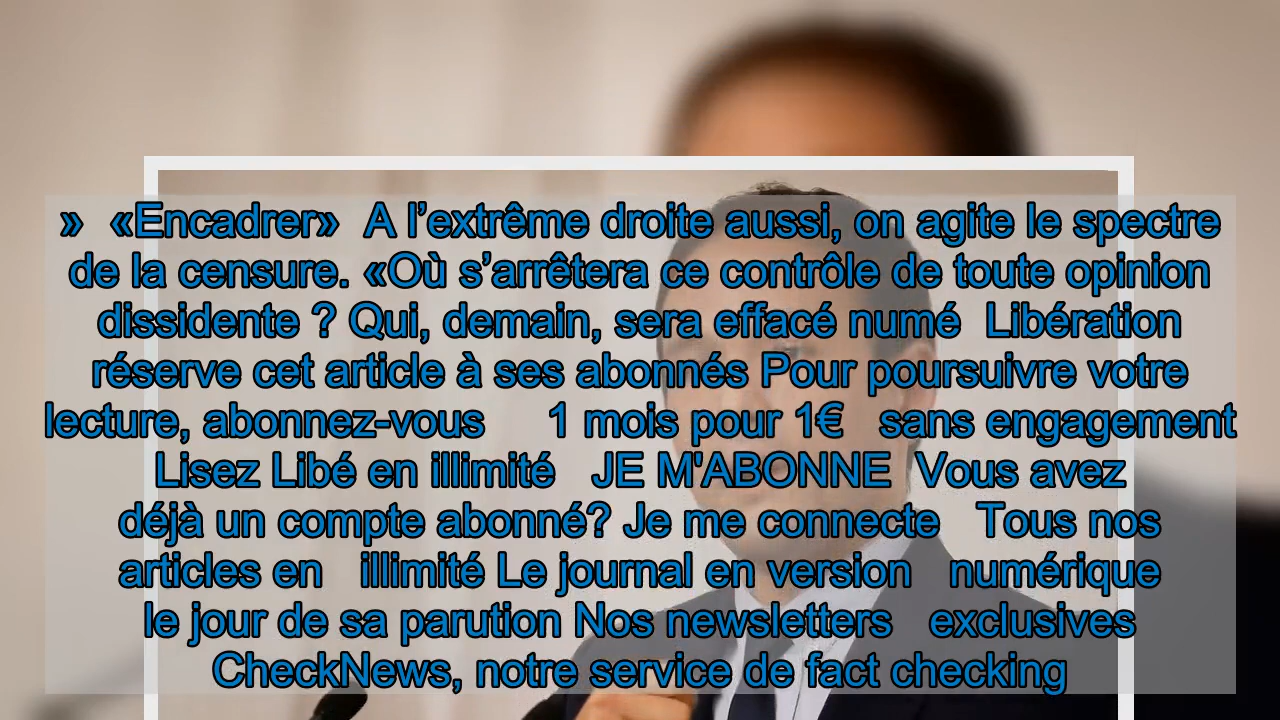 » «Encadrer» A l’extrême droite aussi, on agite le spectre
de la censure. «Où s’arrêtera ce contrôle de toute opinion
dissidente ? Qui, demain, sera effacé numé Libération
réserve cet article à ses abonnés Pour poursuivre votre
lecture, abonnez-vous 1 mois pour 1€ sans engagement
Lisez Libé en illimité JE M'ABONNE Vous avez
déjà un compte abonné? Je me connecte Tous nos
articles en illimité Le journal en version numérique
le jour de sa parution Nos newsletters exclusives
CheckNews, notre service de fact checking